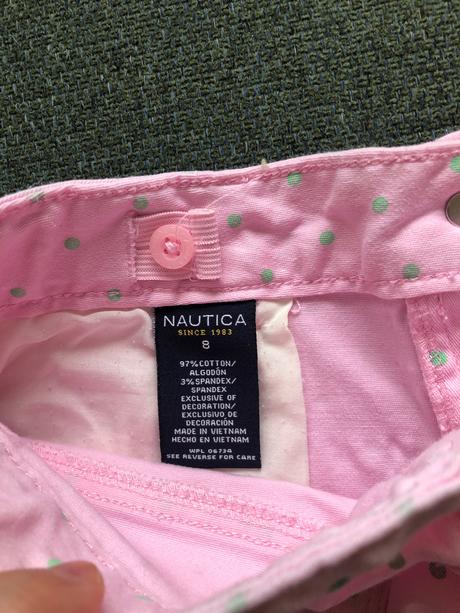 NAUTICA
SINCE 1983
8
97% COTTON/
ALGODÓN
3% SPANDEX/
SPANDEX
EXCLUSIVE OF
DECORATION/
EXCLUSIVO DE
DECORACIÓN
MADE IN VIETNAM
HECHO EN VIETNAM
WPL 06734
SEE REVERSE FOR CARE